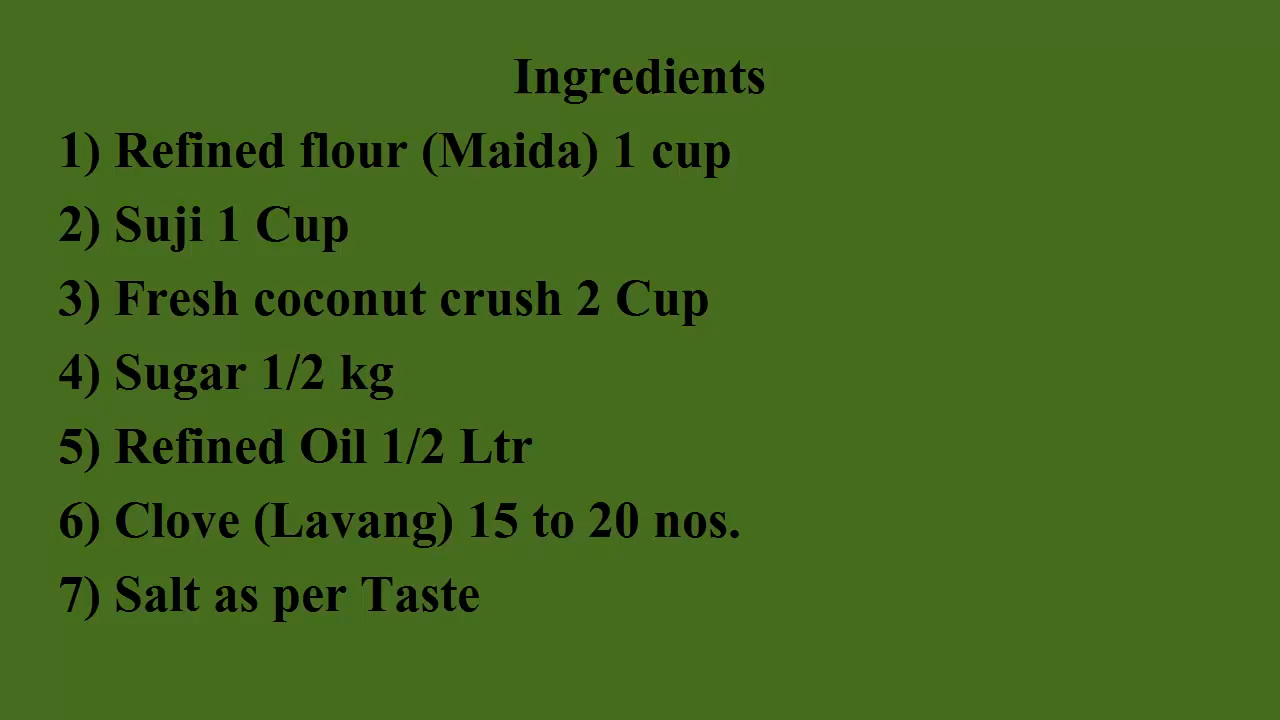 Ingredients
1) Refined flour (Maida) 1 cup
2) Suji 1 Cup
3) Fresh coconut crush 2 Cup
4) Sugar 1/2 kg
5) Refined Oil 1/2 Ltr
6) Clove (Lavang) 15 to 20 nos.
7) Salt as per Taste